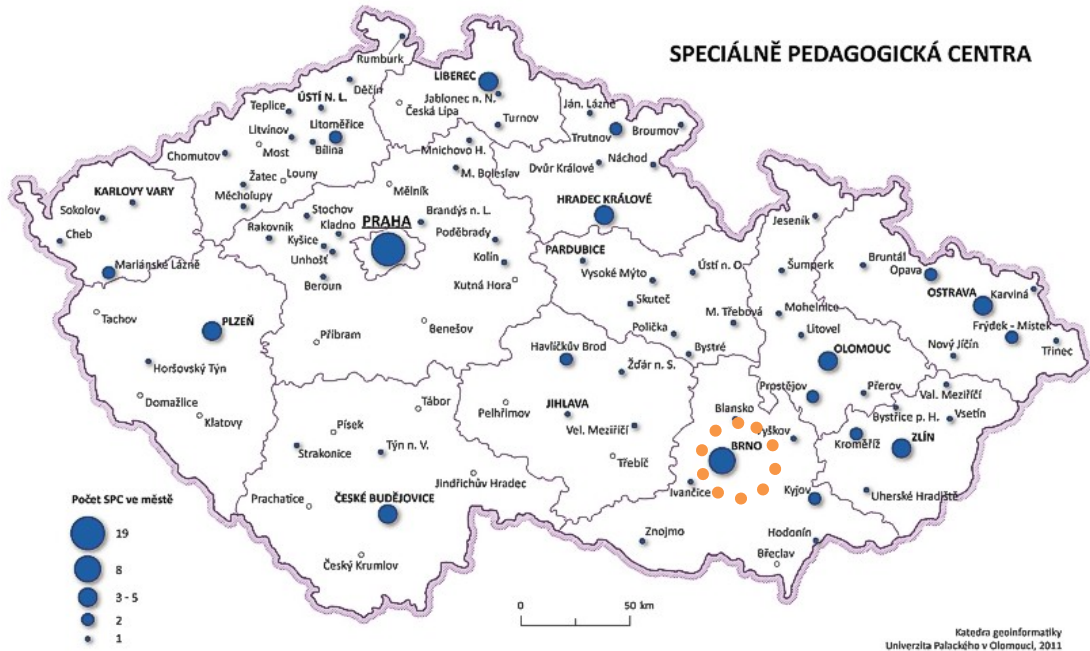 SPECIÁLNĚ PEDAGOGICKÁ CENTRA
Rumburk
LIBEREC
Děčín
ÚSTÍ N. L.
Jablonec n. N.
Česká Lípa
Ján. Lázně
Teplice
Litoměřice
Turnov
Trutnov
Broumov
Litvínov
Most
Bílina
Mnichovo H.
Chomutov
Dvůr Králové
Náchod
M. Boleslav
Žatec
Louny
Mělník
KARLOVY VARY
Měcholupy
HRADEC KRÁLOVÉ
Sokolov
Stochov
PRAHA
Brandýs n. L.
Jeseník
Cheb
Rakovník
Kladno
Poděbrady
Kyšice
PARDUBICE
Bruntál
Mariánské Lázně
Unhošť
Kolín
Vysoké Mýto
Ústí n. O.
Šumperk
Opava
Beroun
Kutná Hora
OSTRAVA
Karviná
Skuteč
Mohelnice
Tachov
PLZEŇ
M. Třebová
Litovel
Frýdek - Místek
Příbram
Benešov
Polička
Nový Jičín
Třinec
Havlíčkův Brod
Bystré
OLOMOUC
Horšovský Týn
Žďár n. S.
Prostějov
Přerov
Val. Meziříčí
Domažlice
Tábor
Pelhřimov
JIHLAVA
Blansko
Bystřice p. H.
Vsetín
Klatovy
Písek
Vel. Meziříčí
Vyškov
Kroměříž
ZLÍN
Strakonice
Týn n. V.
BRNO
Třebíč
Jindřichův Hradec
Ivančice
Kyjov
Uherské Hradiště
Prachatice
ČESKÉ BUDĚJOVICE
Znojmo
Hodonín
Břeclav
Český Krumlov
Počet SPC ve městě
19
8
3 - 5
2
1
0
50 km
Katedra geoinformatiky
Univerzita Palackého v Olomouci, 2011